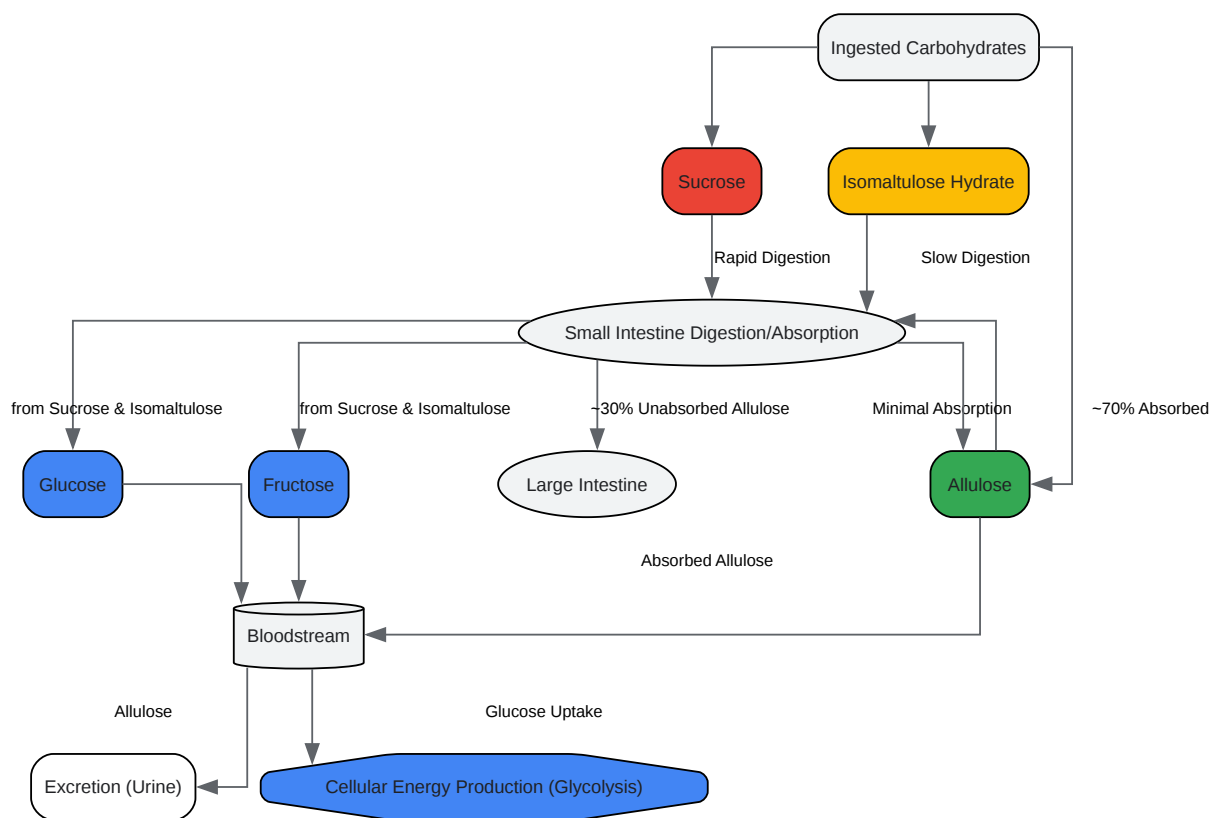 Ingested Carbohydrates
Sucrose
Isomaltulose Hydrate
Rapid Digestion
Slow Digestion
Small Intestine Digestion/Absorption
from Sucrose & Isomaltulose
from Sucrose & Isomaltulose
~30% Unabsorbed Allulose
Minimal Absorption
~70% Absorbed
Glucose
Fructose
Large Intestine
Allulose
Absorbed Allulose
Bloodstream
Allulose
Glucose Uptake
Excretion (Urine)
Cellular Energy Production (Glycolysis)